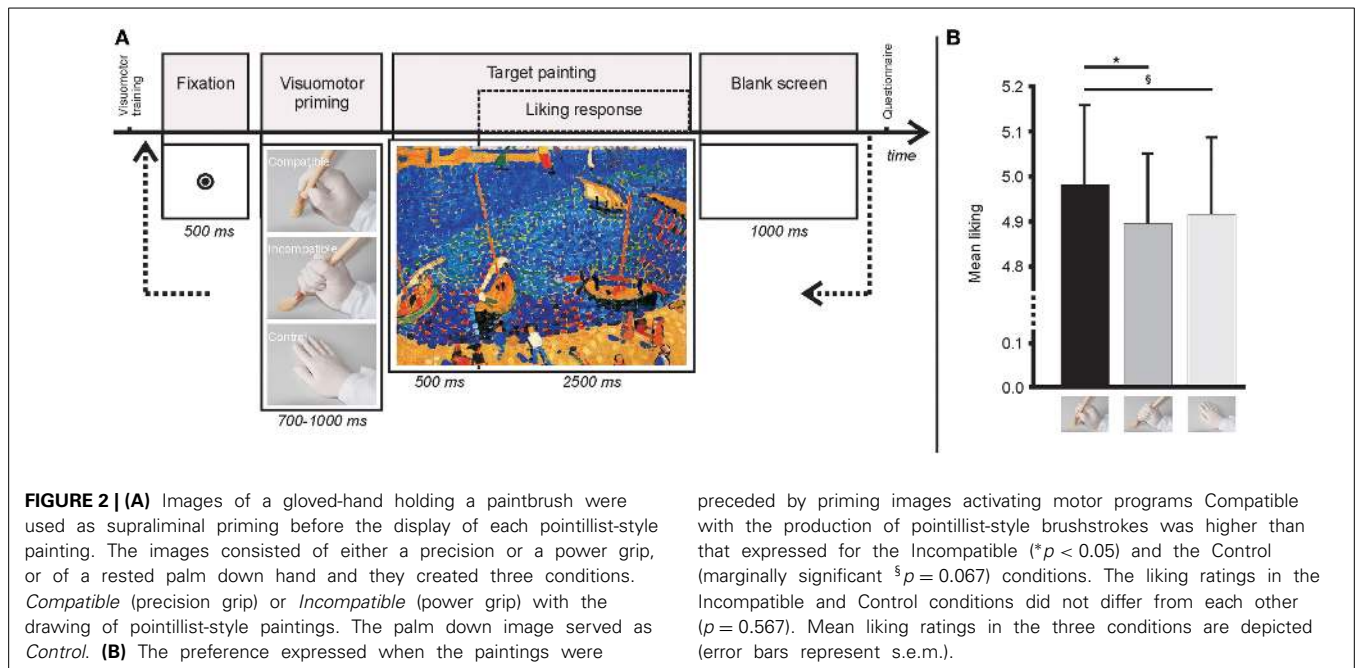 A
Visuomotor training
Fixation
Visuomotor priming
Target painting
Liking response
Blank screen
Questionnaire
time
Compatible
Incompatible
Control
500 ms
700-1000 ms
500 ms
2500 ms
1000 ms
B
*
§
Mean liking
5.2
5.1
5.0
4.9
4.8
0.1
0.0
FIGURE 2 | (A) Images of a gloved-hand holding a paintbrush were
used as supraliminal priming before the display of each pointillist-style
painting. The images consisted of either a precision or a power grip,
or of a rested palm down hand and they created three conditions.
Compatible (precision grip) or Incompatible (power grip) with the
drawing of pointillist-style paintings. The palm down image served as
Control. (B) The preference expressed when the paintings were
preceded by priming images activating motor programs Compatible
with the production of pointillist-style brushstrokes was higher than
that expressed for the Incompatible (*p < 0.05) and the Control
(marginally significant §p = 0.067) conditions. The liking ratings in the
Incompatible and Control conditions did not differ from each other
(p = 0.567). Mean liking ratings in the three conditions are depicted
(error bars represent s.e.m.).